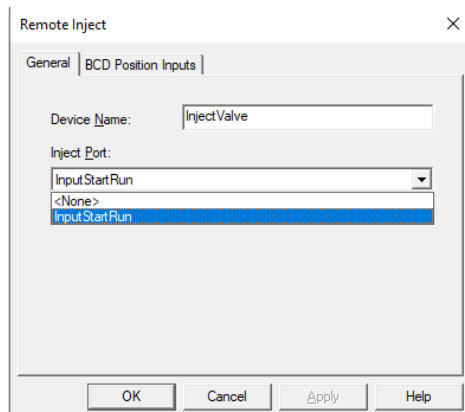 Remote Inject
General
BCD Position Inputs
Device Name:
InjectValve
Inject Port:
InputStartRun
<None>
InputStartRun
OK
Cancel
Apply
Help